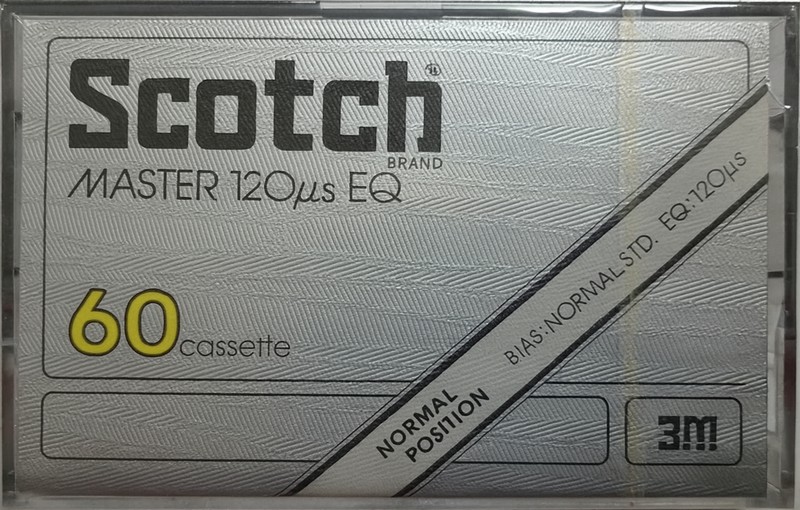 Scotch®
BRAND
MASTER 120µs EQ
60 cassette
NORMAL
POSITION
BIAS:NORMAL STD. EQ:120µs
3M